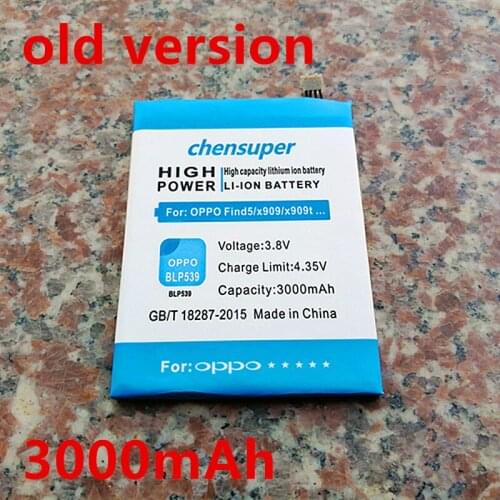 old version
chensuper
HIGH POWER
High capacity lithium ion battery
LI-ION BATTERY
For: OPPO Find5/x909/x909t ...
OPPO
BLP539
BLP539
Voltage:3.8V
Charge Limit:4.35V
Capacity:3000mAh
GB/T 18287-2015 Made in China
For:oppo ★★★★★
3000mAh